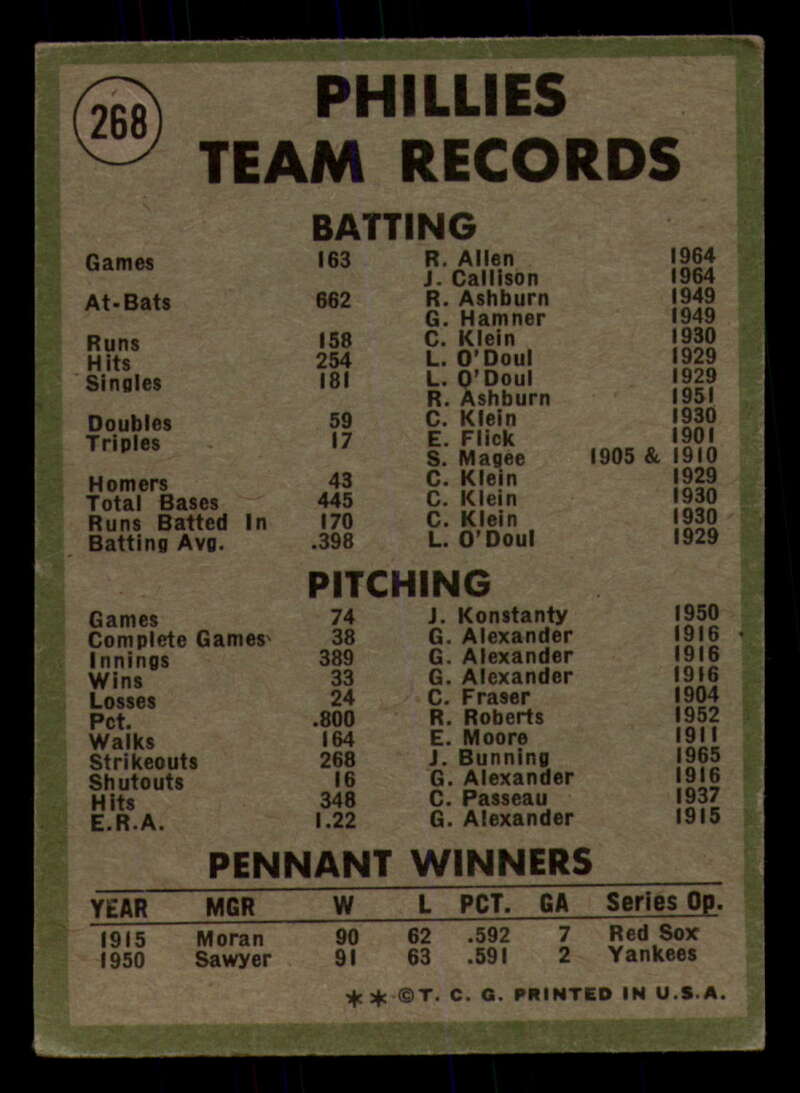 268
PHILLIES
TEAM RECORDS
BATTING
Games 163 R. Allen 1964
J. Callison 1964
At-Bats 662 R. Ashburn 1949
G. Hamner 1949
Runs 158 C. Klein 1930
Hits 254 L. O'Doul 1929
Singles 181 L. O'Doul 1929
R. Ashburn 1951
Doubles 59 C. Klein 1930
Triples 17 E. Flick 1901
S. Magee 1905 & 1910
Homers 43 C. Klein 1929
Total Bases 445 C. Klein 1930
Runs Batted In 170 C. Klein 1930
Batting Avg. .398 L. O'Doul 1929
PITCHING
Games 74 J. Konstanty 1950
Complete Games 38 G. Alexander 1916
Innings 389 G. Alexander 1916
Wins 33 G. Alexander 1916
Losses 24 C. Fraser 1904
Pct. .800 R. Roberts 1952
Walks 164 E. Moore 1911
Strikeouts 268 J. Bunning 1965
Shutouts 16 G. Alexander 1916
Hits 348 C. Passeau 1937
E.R.A. 1.22 G. Alexander 1915
PENNANT WINNERS
YEAR MGR W L PCT. GA Series Op.
1915 Moran 90 62 .592 7 Red Sox
1950 Sawyer 91 63 .591 2 Yankees
** © T. C. G. PRINTED IN U.S.A.